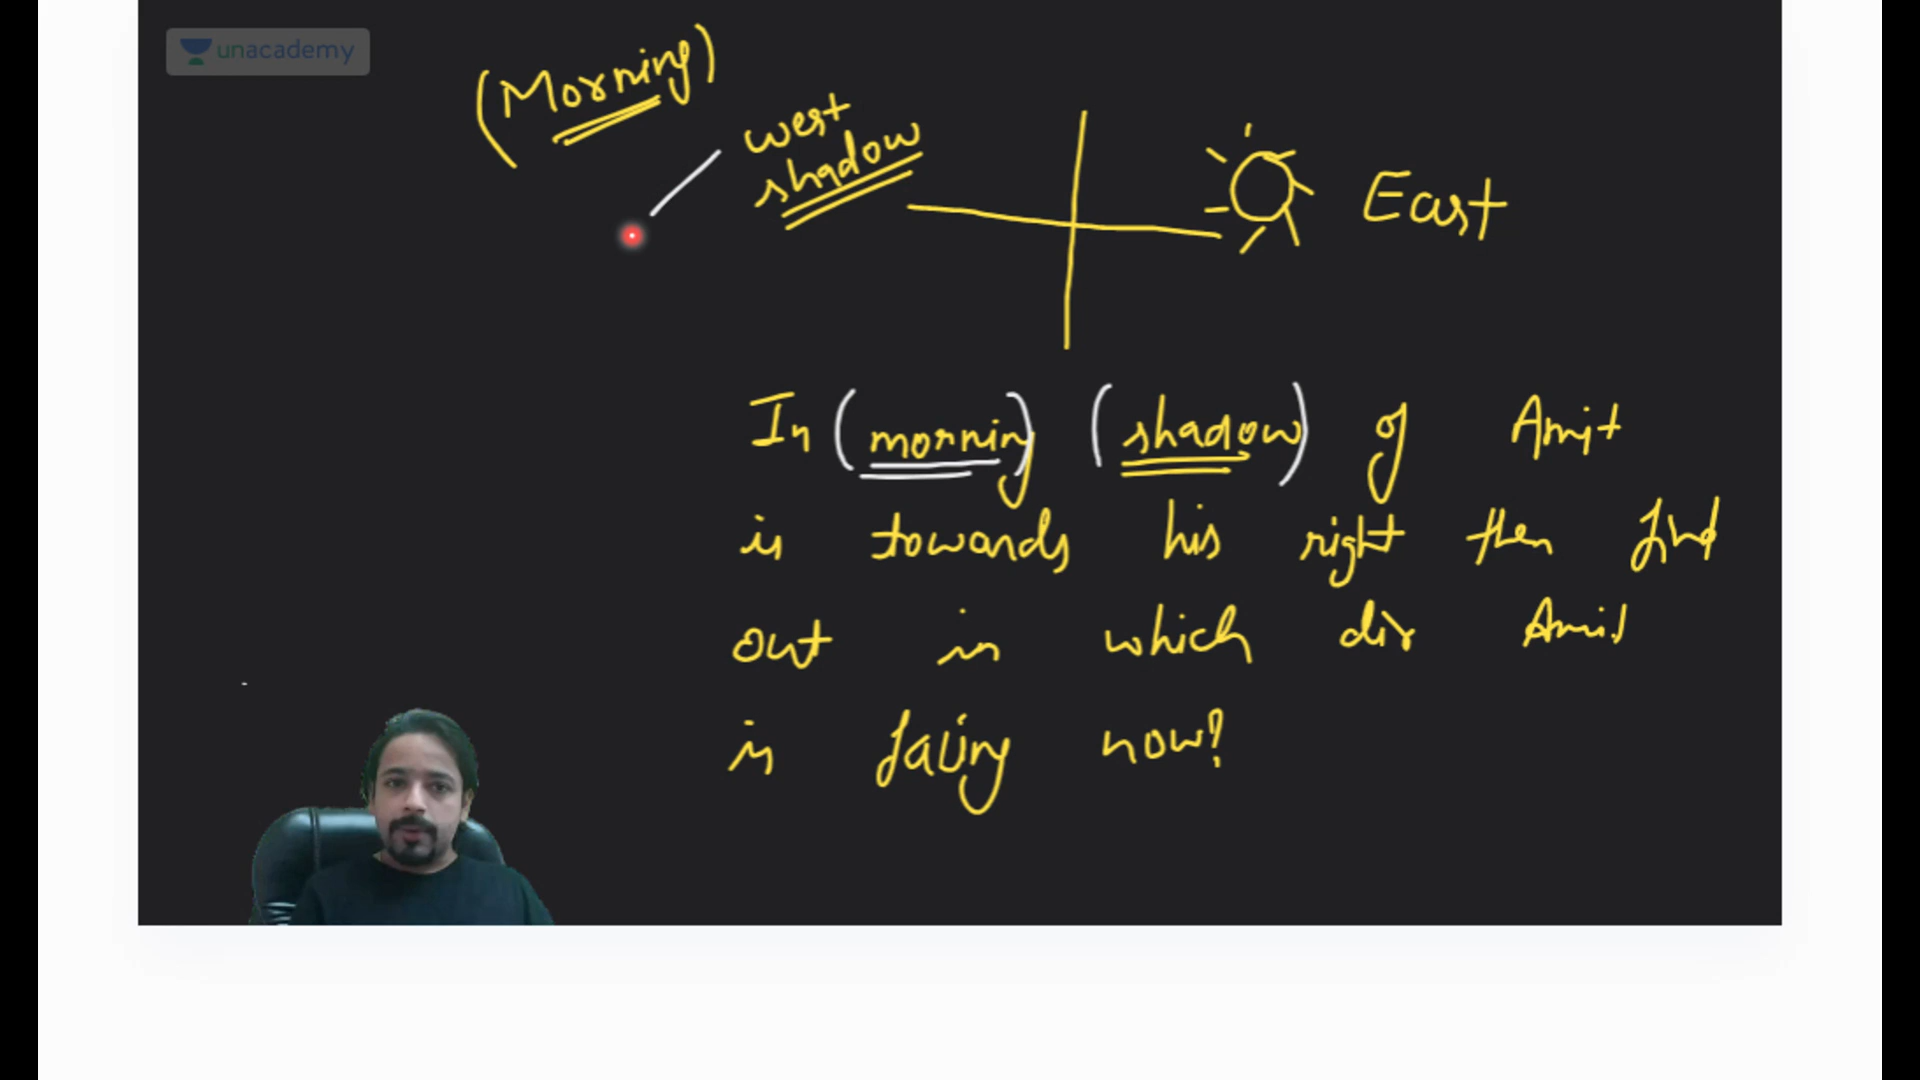 unacademy
(Morning)
west
shadow
East
In (morning) (shadow) of Amit
is towards his right then find
out in which dir Amit
is facing now?